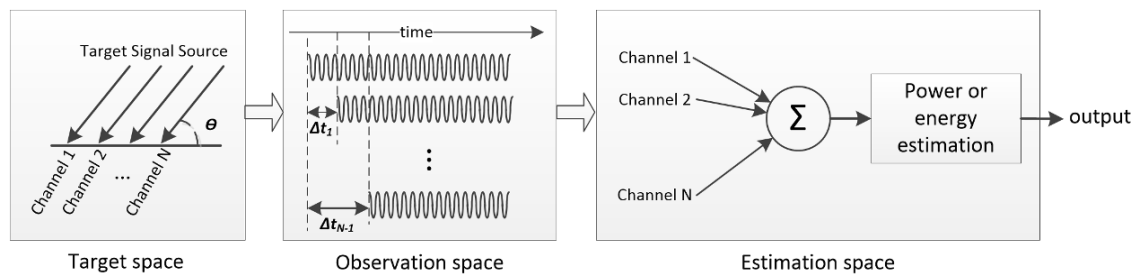 Target Signal Source
θ
Channel 1
Channel 2
...
Channel N
Target space
time
Δt1
⋮
ΔtN-1
Observation space
Channel 1
Channel 2
Channel N
Σ
Power or
energy
estimation
output
Estimation space